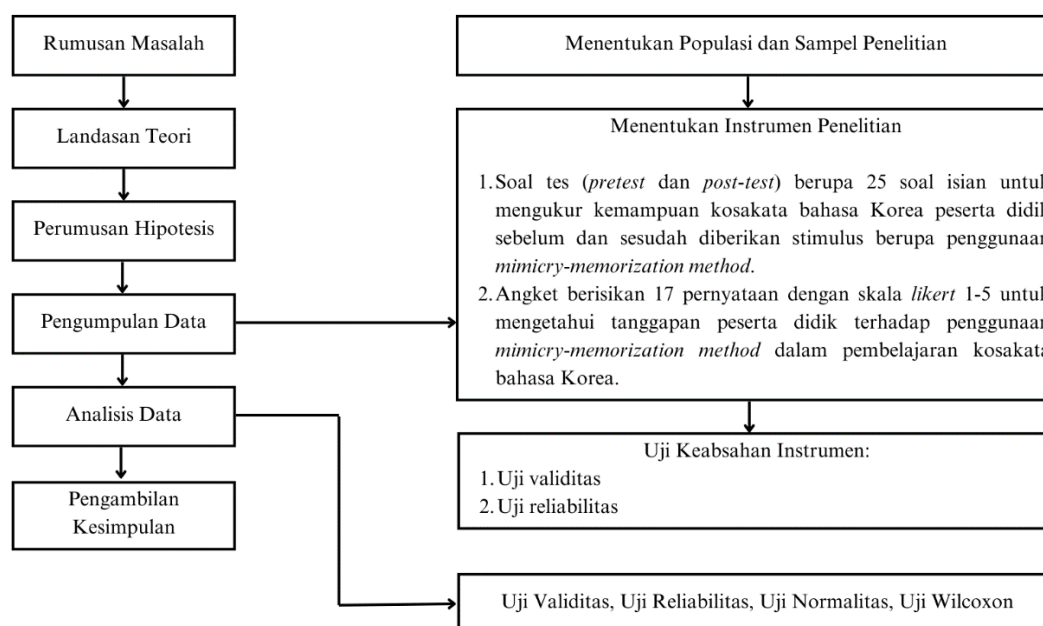 Rumusan Masalah
Landasan Teori
Perumusan Hipotesis
Pengumpulan Data
Analisis Data
Pengambilan
Kesimpulan
Menentukan Populasi dan Sampel Penelitian
Menentukan Instrumen Penelitian
1. Soal tes (pretest dan post-test) berupa 25 soal isian untuk
mengukur kemampuan kosakata bahasa Korea peserta didik
sebelum dan sesudah diberikan stimulus berupa penggunaan
mimicry-memorization method.
2. Angket berisikan 17 pernyataan dengan skala likert 1-5 untuk
mengetahui tanggapan peserta didik terhadap penggunaan
mimicry-memorization method dalam pembelajaran kosakata
bahasa Korea.
Uji Keabsahan Instrumen:
1. Uji validitas
2. Uji reliabilitas
Uji Validitas, Uji Reliabilitas, Uji Normalitas, Uji Wilcoxon